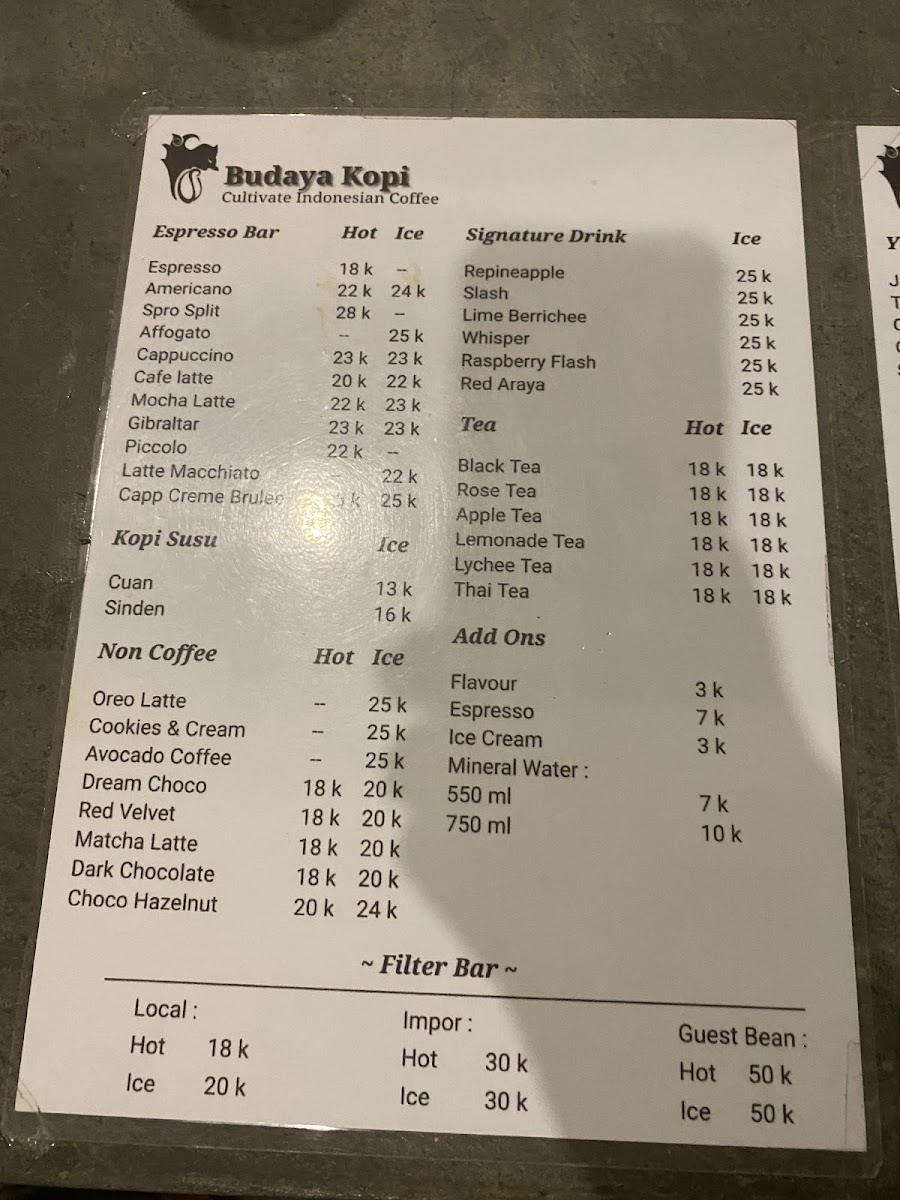 Budaya Kopi
Cultivate Indonesian Coffee
Espresso Bar Hot Ice
Espresso 18 k --
Americano 22 k 24 k
Spro Split 28 k --
Affogato -- 25 k
Cappuccino 23 k 23 k
Cafe latte 20 k 22 k
Mocha Latte 22 k 23 k
Gibraltar 23 k 23 k
Piccolo 22 k --
Latte Macchiato 22 k
Capp Creme Brulee k 25 k
Kopi Susu Ice
Cuan 13 k
Sinden 16 k
Non Coffee Hot Ice
Oreo Latte -- 25 k
Cookies & Cream -- 25 k
Avocado Coffee -- 25 k
Dream Choco 18 k 20 k
Red Velvet 18 k 20 k
Matcha Latte 18 k 20 k
Dark Chocolate 18 k 20 k
Choco Hazelnut 20 k 24 k
Signature Drink Ice
Repineapple 25 k
Slash 25 k
Lime Berrichee 25 k
Whisper 25 k
Raspberry Flash 25 k
Red Araya 25 k
Tea Hot Ice
Black Tea 18 k 18 k
Rose Tea 18 k 18 k
Apple Tea 18 k 18 k
Lemonade Tea 18 k 18 k
Lychee Tea 18 k 18 k
Thai Tea 18 k 18 k
Add Ons
Flavour 3 k
Espresso 7 k
Ice Cream 3 k
Mineral Water :
550 ml 7 k
750 ml 10 k
~ Filter Bar ~
Local :
Hot 18 k
Ice 20 k
Impor :
Hot 30 k
Ice 30 k
Guest Bean :
Hot 50 k
Ice 50 k